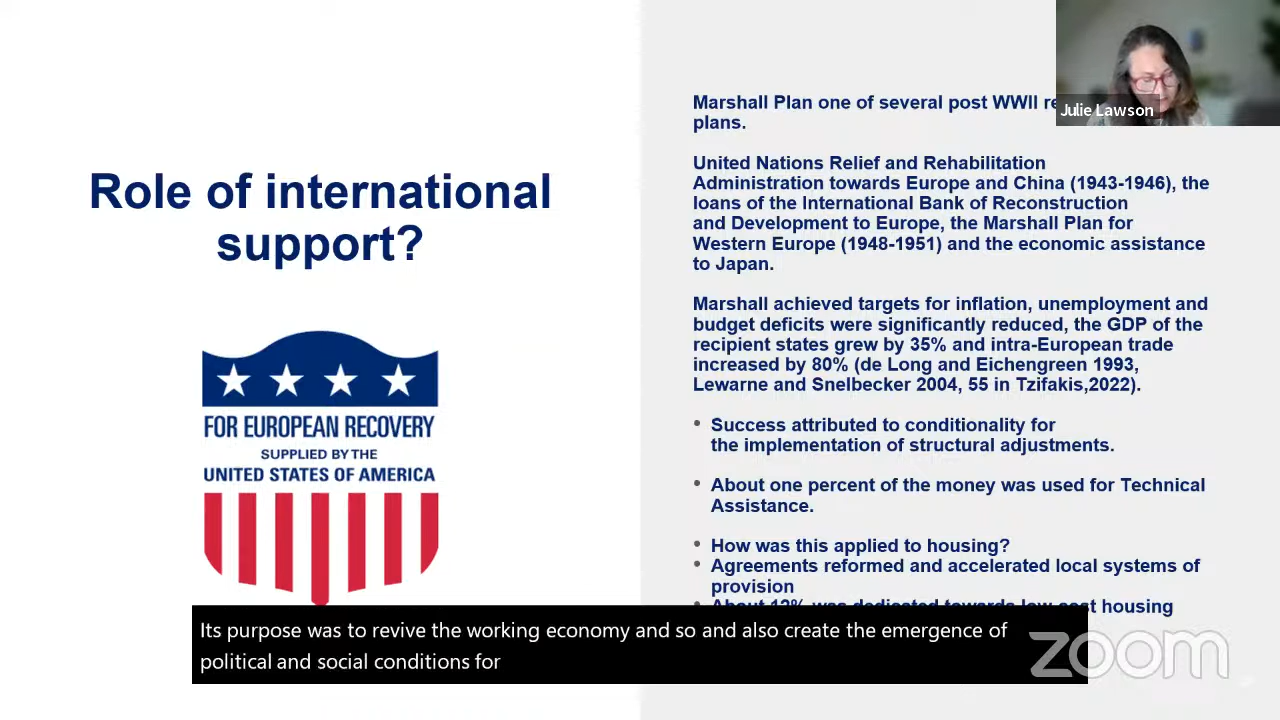 Role of international
support?
FOR EUROPEAN RECOVERY
SUPPLIED BY THE
UNITED STATES OF AMERICA
Marshall Plan one of several post WWII re
plans.
United Nations Relief and Rehabilitation
Administration towards Europe and China (1943-1946), the
loans of the International Bank of Reconstruction
and Development to Europe, the Marshall Plan for
Western Europe (1948-1951) and the economic assistance
to Japan.
Marshall achieved targets for inflation, unemployment and
budget deficits were significantly reduced, the GDP of the
recipient states grew by 35% and intra-European trade
increased by 80% (de Long and Eichengreen 1993,
Lewarne and Snelbecker 2004, 55 in Tzifakis,2022).
• Success attributed to conditionality for
the implementation of structural adjustments.
• About one percent of the money was used for Technical
Assistance.
• How was this applied to housing?
• Agreements reformed and accelerated local systems of
provision
• About 12% was dedicated towards low cost housing
Julie Lawson
Its purpose was to revive the working economy and so and also create the emergence of
political and social conditions for
zoom